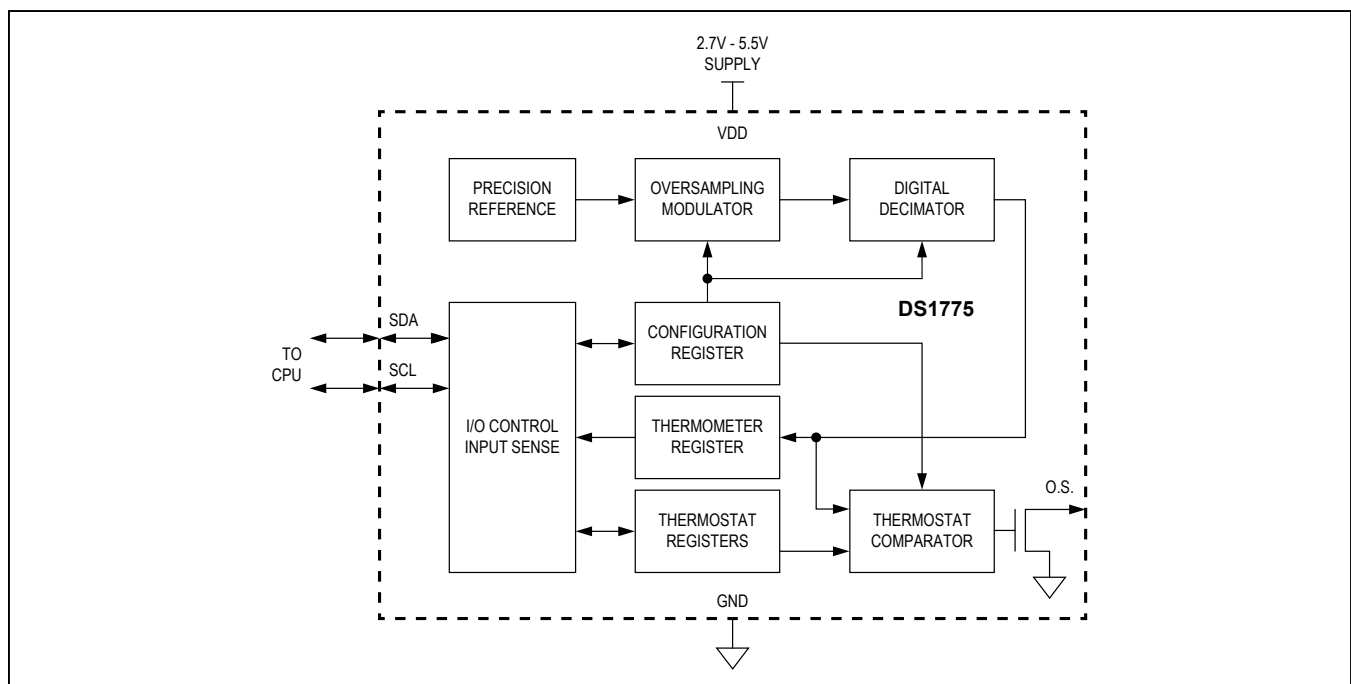 2.7V - 5.5V
SUPPLY
VDD
PRECISION
REFERENCE
OVERSAMPLING
MODULATOR
DIGITAL
DECIMATOR
DS1775
SDA
TO
CPU
SCL
I/O CONTROL
INPUT SENSE
CONFIGURATION
REGISTER
THERMOMETER
REGISTER
THERMOSTAT
REGISTERS
THERMOSTAT
COMPARATOR
O.S.
GND